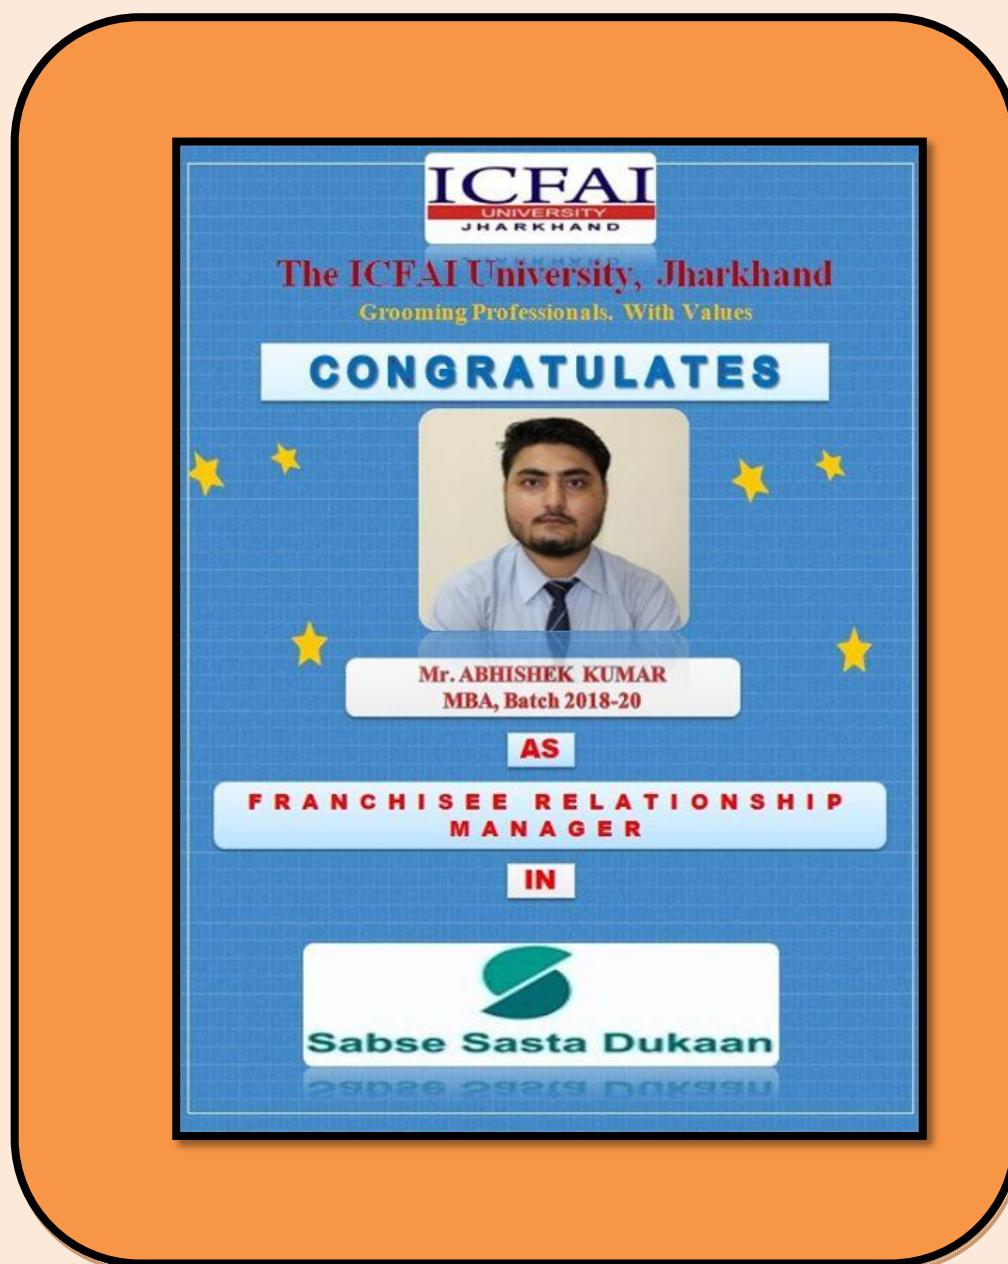 ICFAI
UNIVERSITY
JHARKHAND
The ICFAI University, Jharkhand
Grooming Professionals. With Values
CONGRATULATES
Mr. ABHISHEK KUMAR
MBA, Batch 2018-20
AS
FRANCHISEE RELATIONSHIP
MANAGER
IN
Sabse Sasta Dukaan